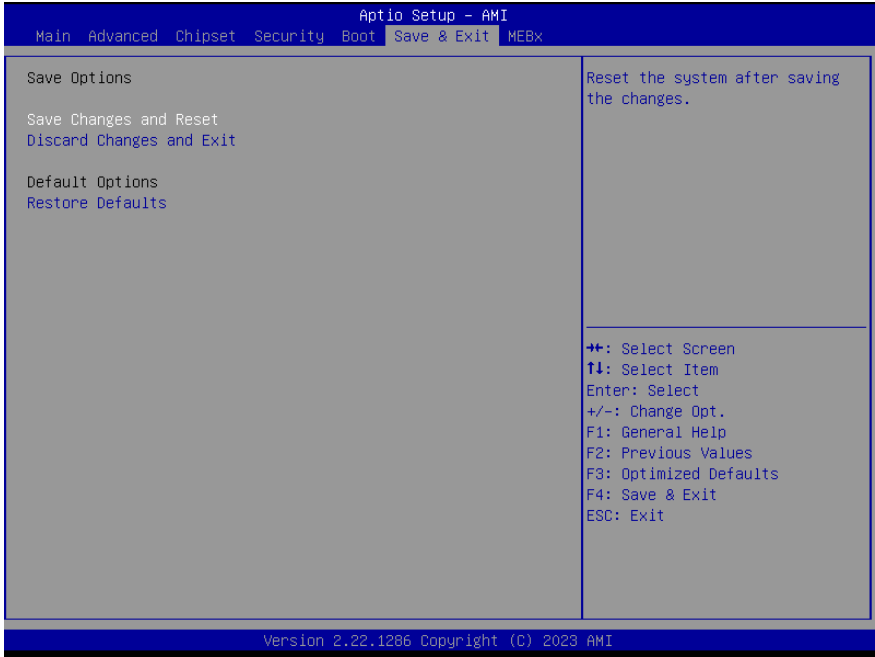 Aptio Setup – AMI
Main Advanced Chipset Security Boot Save & Exit MEBx
Save Options
Save Changes and Reset
Discard Changes and Exit
Default Options
Restore Defaults
Reset the system after saving
the changes.
→←: Select Screen
↑↓: Select Item
Enter: Select
+/-: Change Opt.
F1: General Help
F2: Previous Values
F3: Optimized Defaults
F4: Save & Exit
ESC: Exit
Version 2.22.1286 Copyright (C) 2023 AMI